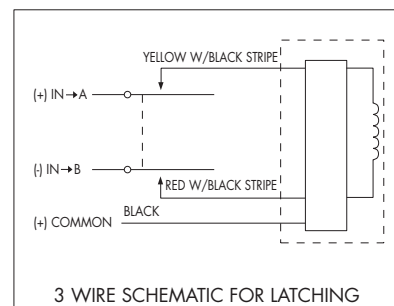 YELLOW W/BLACK STRIPE
(+) IN→A
(-) IN→B
RED W/BLACK STRIPE
BLACK
(+) COMMON
3 WIRE SCHEMATIC FOR LATCHING